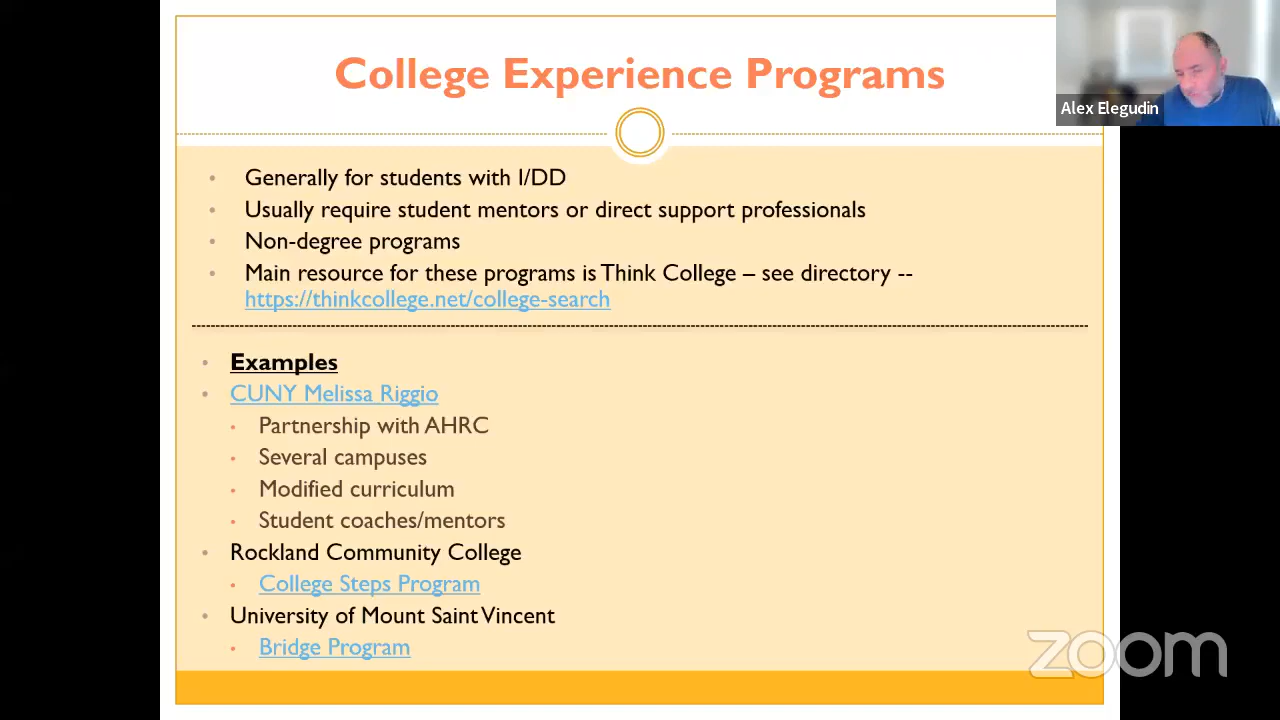 College Experience Programs
Alex Elegudin
• Generally for students with I/DD
• Usually require student mentors or direct support professionals
• Non-degree programs
• Main resource for these programs is Think College – see directory --
https://thinkcollege.net/college-search
• Examples
• CUNY Melissa Riggio
• Partnership with AHRC
• Several campuses
• Modified curriculum
• Student coaches/mentors
• Rockland Community College
• College Steps Program
• University of Mount Saint Vincent
• Bridge Program
zoom